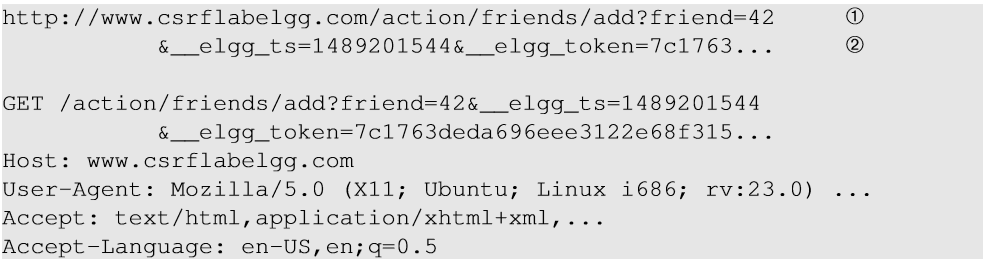 http://www.csrflabelgg.com/action/friends/add?friend=42 ①
&__elgg_ts=1489201544&__elgg_token=7c1763... ②
GET /action/friends/add?friend=42&__elgg_ts=1489201544
&__elgg_token=7c1763deda696eee3122e68f315...
Host: www.csrflabelgg.com
User-Agent: Mozilla/5.0 (X11; Ubuntu; Linux i686; rv:23.0) ...
Accept: text/html,application/xhtml+xml,...
Accept-Language: en-US,en;q=0.5